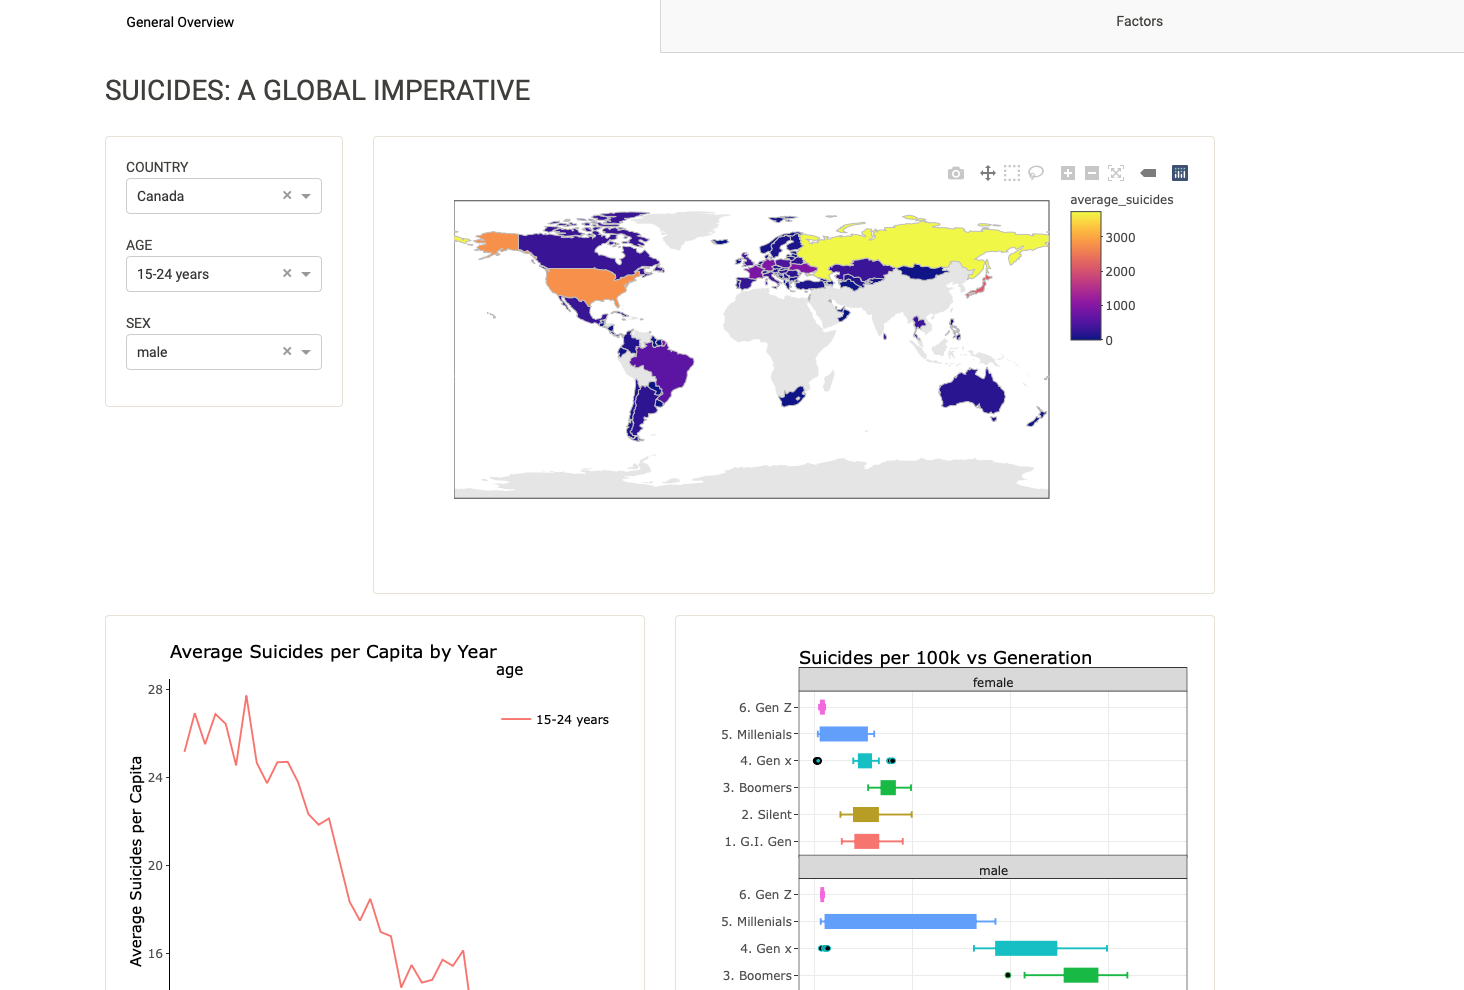 General Overview
Factors
SUICIDES: A GLOBAL IMPERATIVE
COUNTRY
Canada
AGE
15-24 years
SEX
male
average_suicides
3000
2000
1000
0
Average Suicides per Capita by Year
age
15-24 years
28
24
20
16
Average Suicides per Capita
Suicides per 100k vs Generation
female
6. Gen Z
5. Millenials
4. Gen x
3. Boomers
2. Silent
1. G.I. Gen
male
6. Gen Z
5. Millenials
4. Gen x
3. Boomers